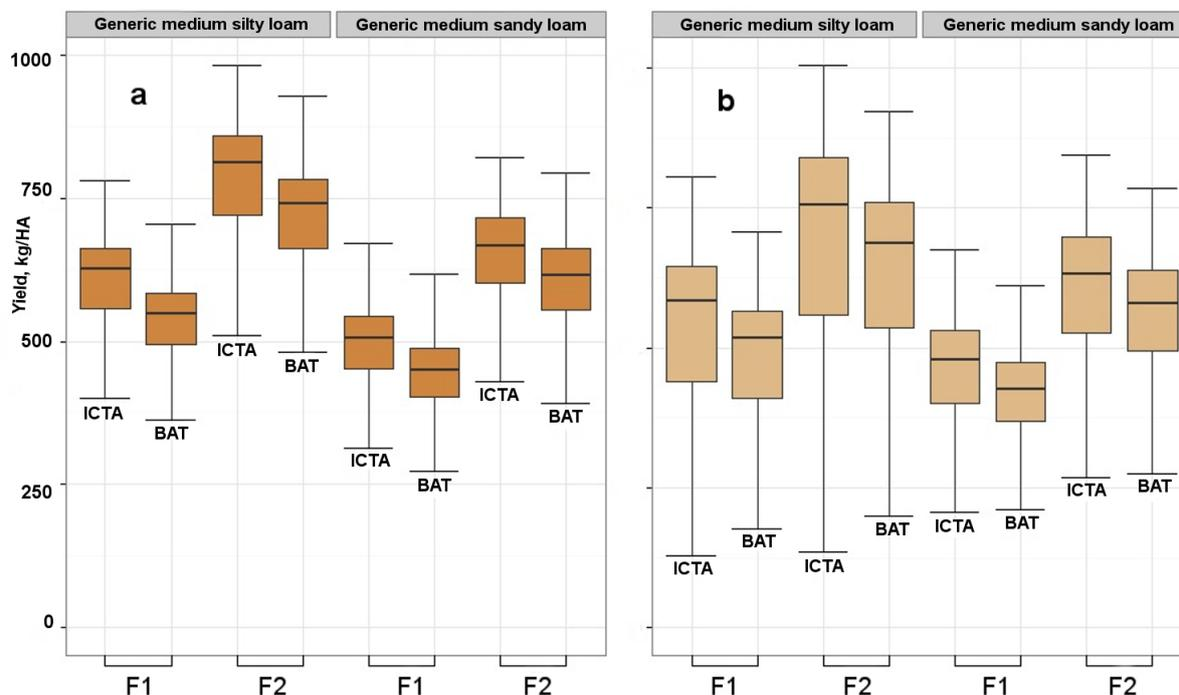 Generic medium silty loam Generic medium sandy loam Generic medium silty loam Generic medium sandy loam
1000
a b
750
Yield, kg/HA
500
ICTA BAT ICTA BAT
ICTA BAT
ICTA BAT
250
ICTA BAT
BAT ICTA BAT
BAT ICTA
ICTA
0
F1 F2 F1 F2 F1 F2 F1 F2